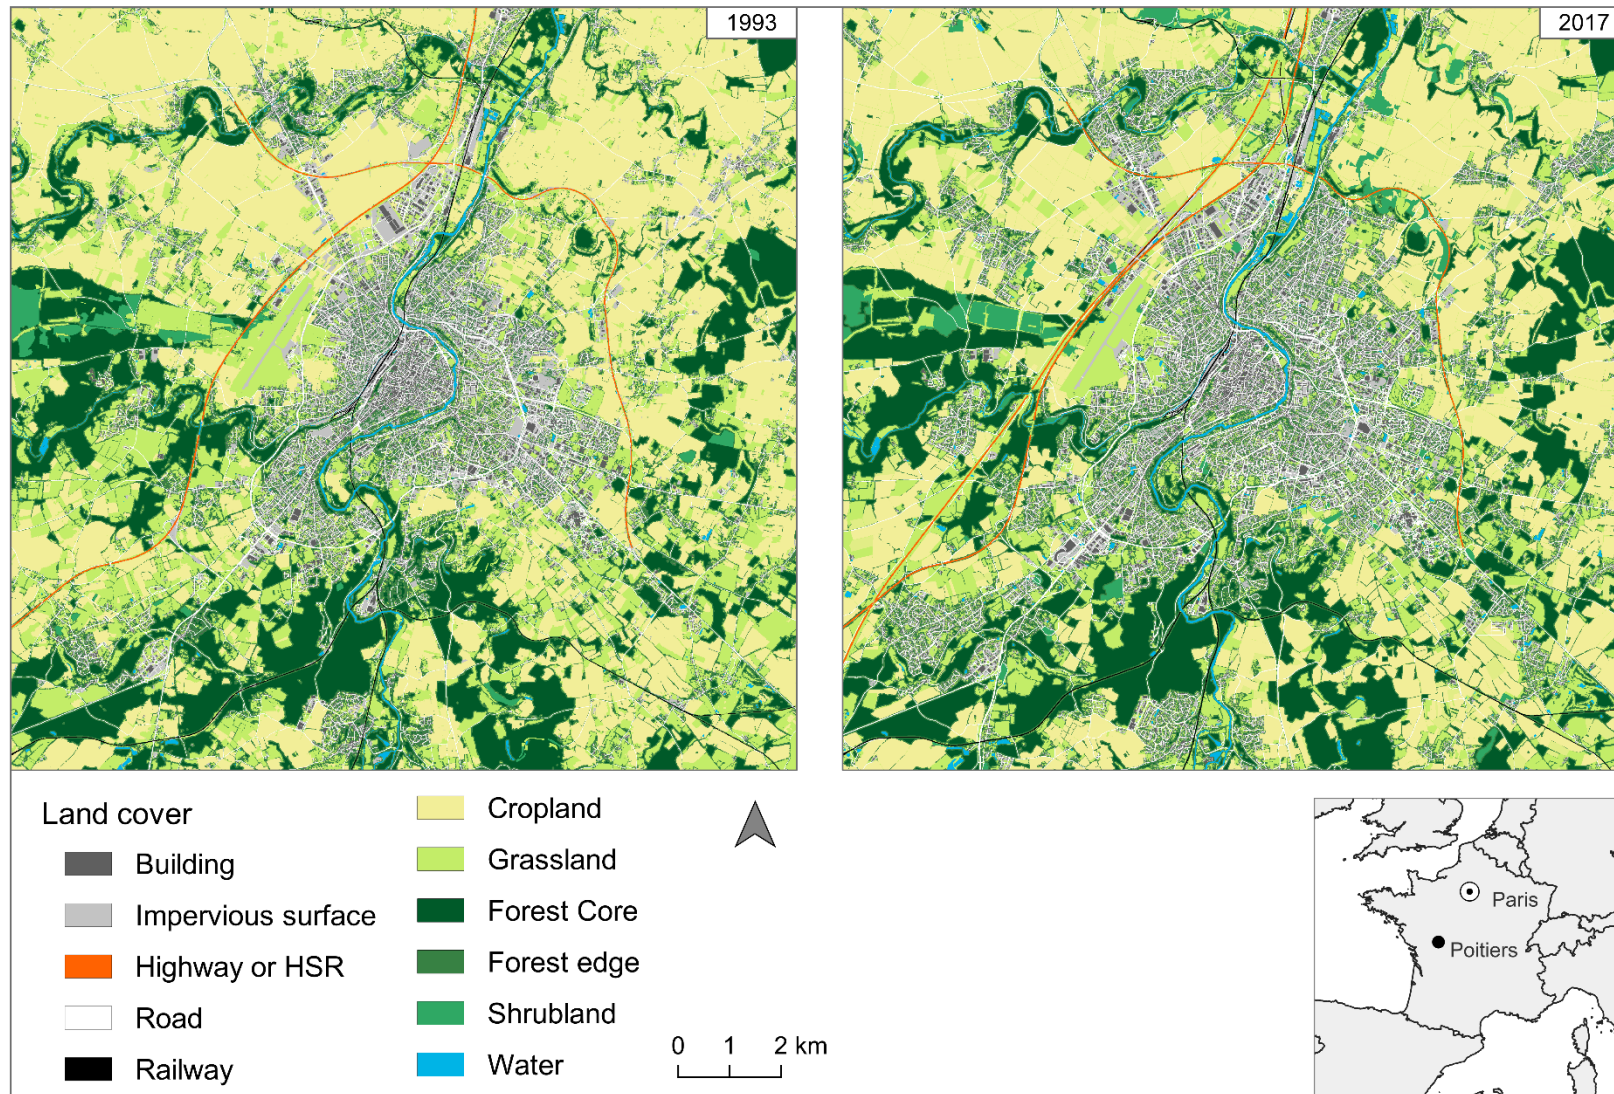 1993
2017
Land cover
Building
Impervious surface
Highway or HSR
Road
Railway
Cropland
Grassland
Forest Core
Forest edge
Shrubland
Water
0 1 2 km
Paris
Poitiers